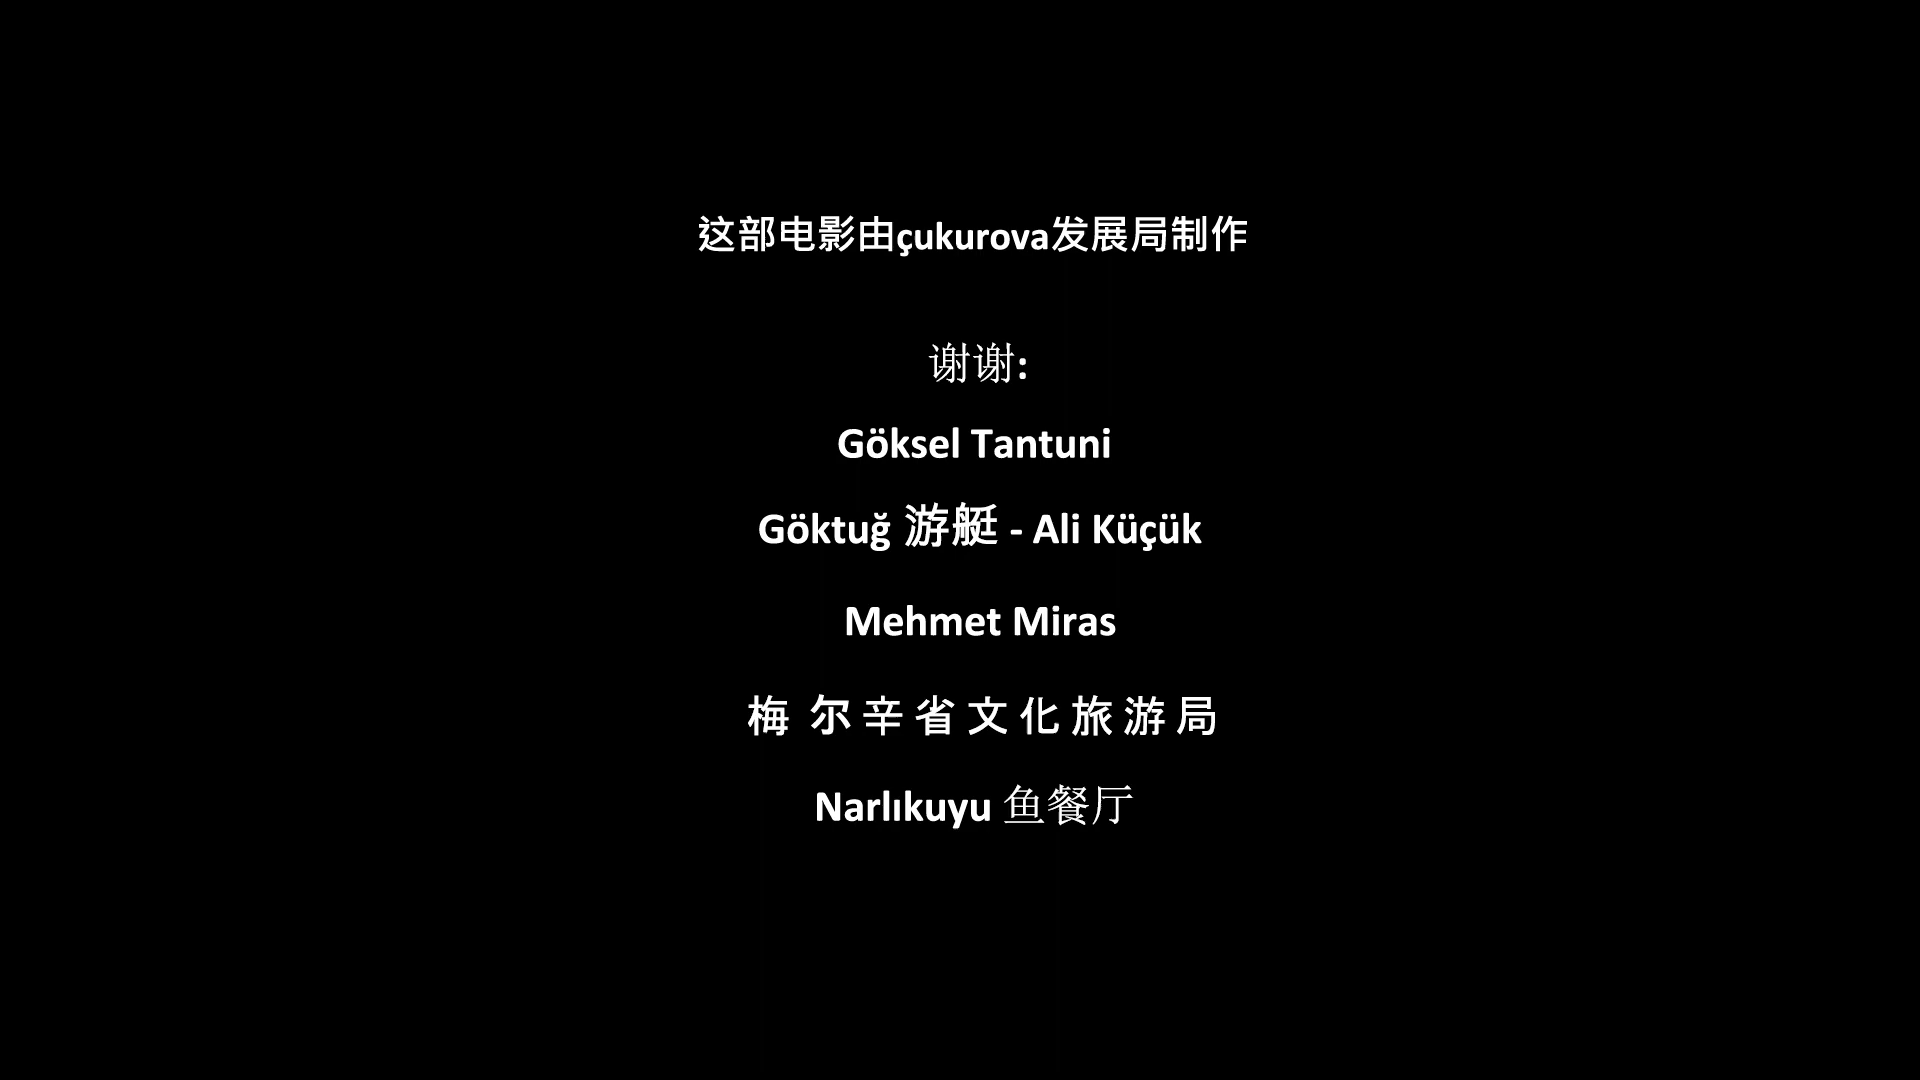 这部电影由çukurova发展局制作
谢谢:
Göksel Tantuni
Göktuğ 游艇 - Ali Küçük
Mehmet Miras
梅 尔 辛 省 文 化 旅 游 局
Narlıkuyu 鱼餐厅